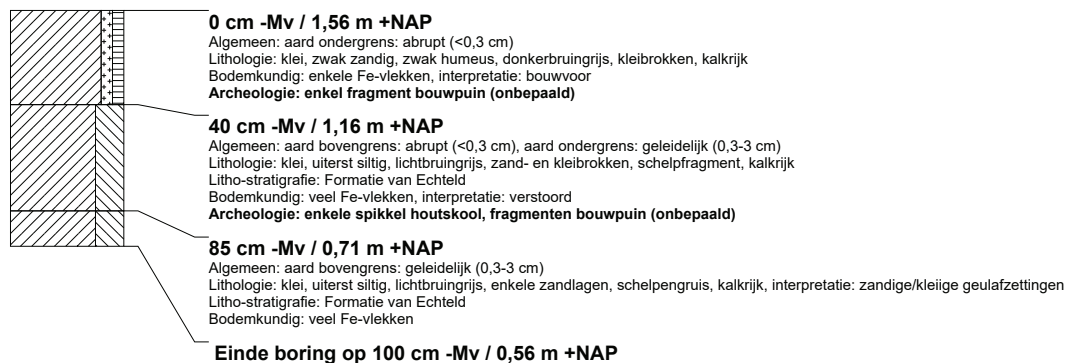 0 cm -Mv / 1,56 m +NAP
Algemeen: aard ondergrens: abrupt (<0,3 cm)
Lithologie: klei, zwak zandig, zwak humeus, donkerbruingrijs, kleibrokken, kalkrijk
Bodemkundig: enkele Fe-vlekken, interpretatie: bouwvoor
Archeologie: enkel fragment bouwpuin (onbepaald)
40 cm -Mv / 1,16 m +NAP
Algemeen: aard bovengrens: abrupt (<0,3 cm), aard ondergrens: geleidelijk (0,3-3 cm)
Lithologie: klei, uiterst siltig, lichtbruingrijs, zand- en kleibrokken, schelpfragment, kalkrijk
Litho-stratigrafie: Formatie van Echteld
Bodemkundig: veel Fe-vlekken, interpretatie: verstoord
Archeologie: enkele spikkel houtskool, fragmenten bouwpuin (onbepaald)
85 cm -Mv / 0,71 m +NAP
Algemeen: aard bovengrens: geleidelijk (0,3-3 cm)
Lithologie: klei, uiterst siltig, lichtbruingrijs, enkele zandlagen, schelpengruis, kalkrijk, interpretatie: zandige/kleiige geulafzettingen
Litho-stratigrafie: Formatie van Echteld
Bodemkundig: veel Fe-vlekken
Einde boring op 100 cm -Mv / 0,56 m +NAP